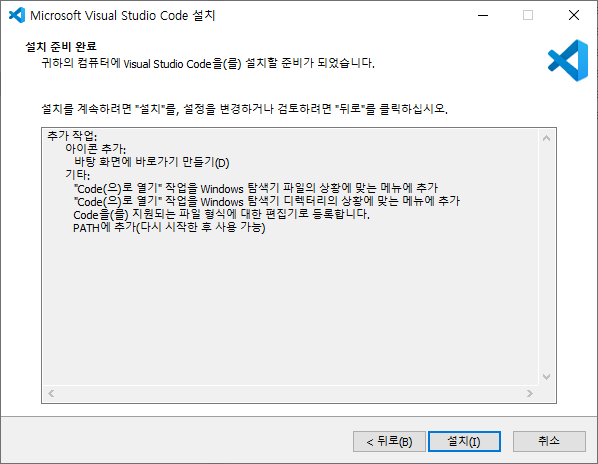 Microsoft Visual Studio Code 설치
설치 준비 완료
귀하의 컴퓨터에 Visual Studio Code을(를) 설치할 준비가 되었습니다.
설치를 계속하려면 "설치"를, 설정을 변경하거나 검토하려면 "뒤로"를 클릭하십시오.
추가 작업:
아이콘 추가:
바탕 화면에 바로가기 만들기(D)
기타:
"Code(으)로 열기" 작업을 Windows 탐색기 파일의 상황에 맞는 메뉴에 추가
"Code(으)로 열기" 작업을 Windows 탐색기 디렉터리의 상황에 맞는 메뉴에 추가
Code을(를) 지원되는 파일 형식에 대한 편집기로 등록합니다.
PATH에 추가(다시 시작한 후 사용 가능)
< 뒤로(B)
설치(I)
취소